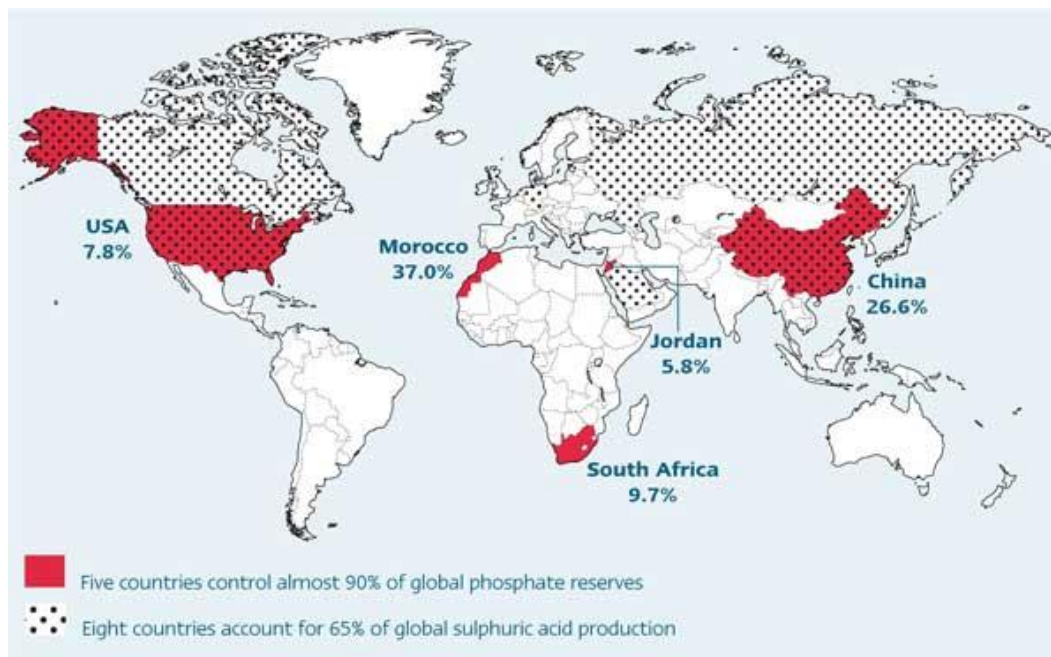 USA
7.8%
Morocco
37.0%
China
26.6%
Jordan
5.8%
South Africa
9.7%
Five countries control almost 90% of global phosphate reserves
Eight countries account for 65% of global sulphuric acid production